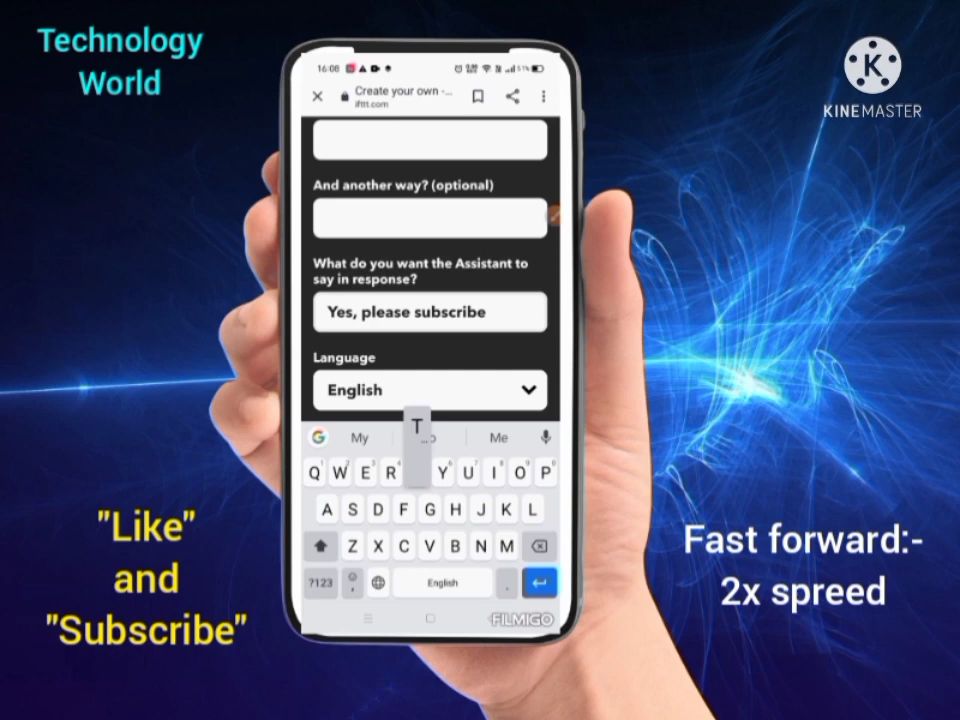 Technology
World
K
KINEMASTER
16:08
51%
Create your own -...
ifttt.com
And another way? (optional)
What do you want the Assistant to
say in response?
Yes, please subscribe
Language
English
My
Me
T
Q W E R Y U I O P
A S D F G H J K L
Z X C V B N M
?123 , English .
FILMIGO
"Like"
and
"Subscribe"
Fast forward:-
2x spreed